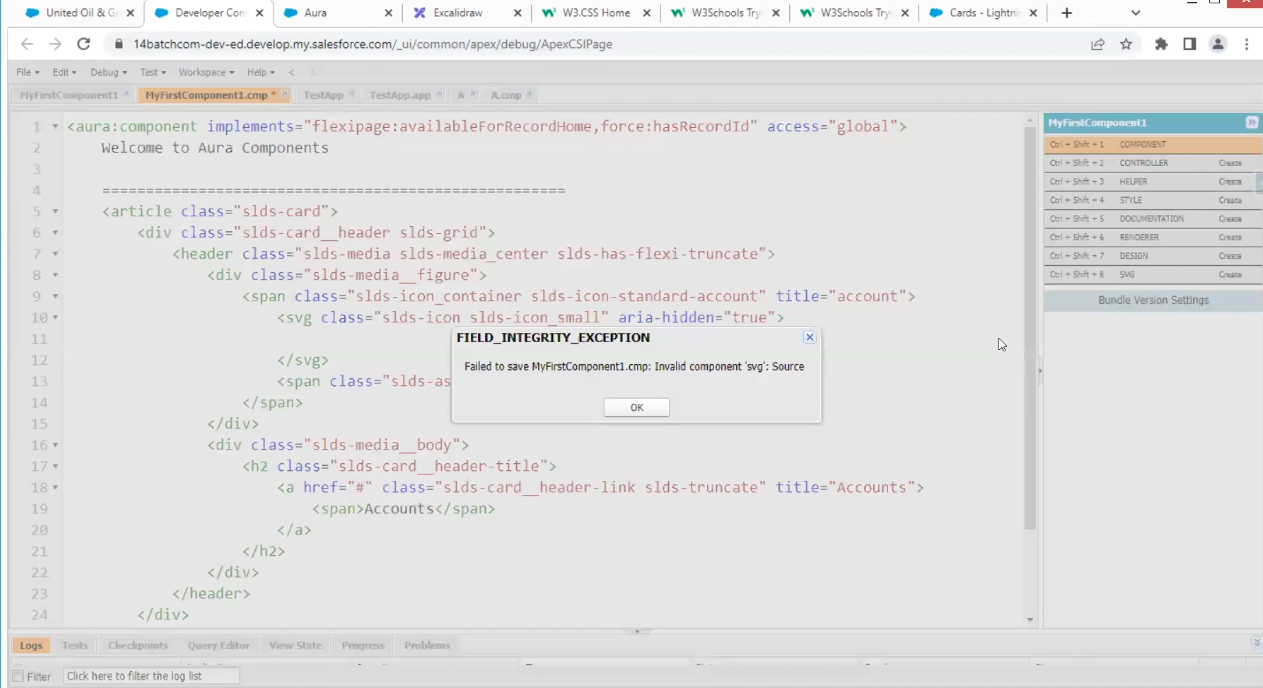 United Oil & G
Developer Con
Aura
Excalidraw
W3.CSS Home
W3Schools Try
W3Schools Try
Cards - Lightni
14batchcom-dev-ed.develop.my.salesforce.com/_ui/common/apex/debug/ApexCSIPage
File Edit Debug Test Workspace Help < >
MyFirstComponent1 MyFirstComponent1.cmp * TestApp TestApp.app A A.cmp
1 <aura:component implements="flexipage:availableForRecordHome,force:hasRecordId" access="global">
2 Welcome to Aura Components
3
4 =====================================================
5 <article class="slds-card">
6 <div class="slds-card__header slds-grid">
7 <header class="slds-media slds-media_center slds-has-flexi-truncate">
8 <div class="slds-media__figure">
9 <span class="slds-icon_container slds-icon-standard-account" title="account">
10 <svg class="slds-icon slds-icon_small" aria-hidden="true">
11
12 </svg>
13 <span class="slds-as
14 </span>
15 </div>
16 <div class="slds-media__body">
17 <h2 class="slds-card__header-title">
18 <a href="#" class="slds-card__header-link slds-truncate" title="Accounts">
19 <span>Accounts</span>
20 </a>
21 </h2>
22 </div>
23 </header>
24 </div>
FIELD_INTEGRITY_EXCEPTION
Failed to save MyFirstComponent1.cmp: Invalid component 'svg': Source
OK
MyFirstComponent1
Ctrl + Shift + 1 COMPONENT
Ctrl + Shift + 2 CONTROLLER Create
Ctrl + Shift + 3 HELPER Create
Ctrl + Shift + 4 STYLE Create
Ctrl + Shift + 5 DOCUMENTATION Create
Ctrl + Shift + 6 RENDERER Create
Ctrl + Shift + 7 DESIGN Create
Ctrl + Shift + 8 SVG Create
Bundle Version Settings
Logs Tests Checkpoints Query Editor View State Progress Problems
Filter Click here to filter the log list